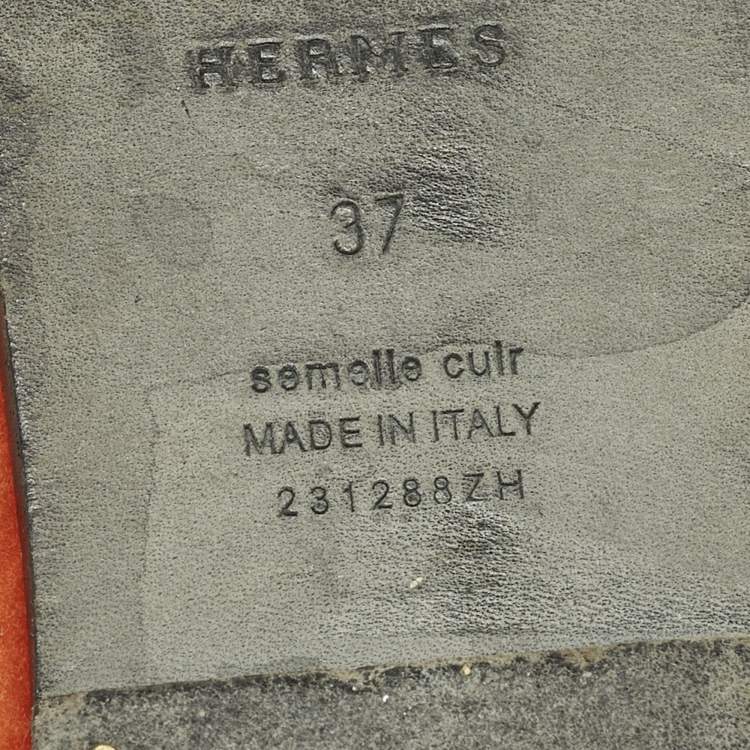 HERMES
37
semelle cuir
MADE IN ITALY
231288ZH